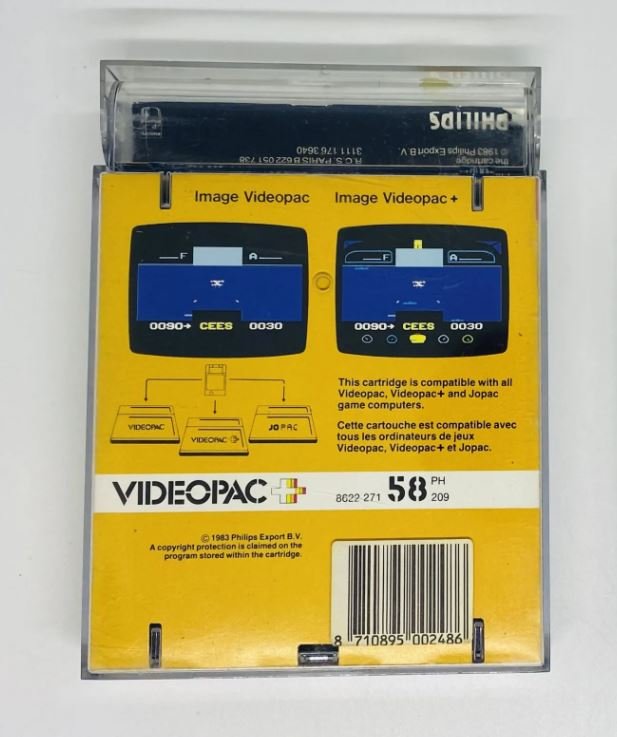 PHILIPS
the cartridge
© 1983 Philips Export B.V.
3111 176 3640
R.C.S. PARIS B 622 051 738
Image Videopac Image Videopac +
F A
0090→ CEES 0030
F A
0090→ CEES 0030
VIDEOPAC
VIDEOPAC
JOPAC
This cartridge is compatible with all
Videopac, Videopac+ and Jopac
game computers.
Cette cartouche est compatible avec
tous les ordinateurs de jeux
Videopac, Videopac+ et Jopac.
VIDEOPAC
8622 271 58 PH
209
© 1983 Philips Export B.V.
A copyright protection is claimed on the
program stored within the cartridge.
8 710895 002486